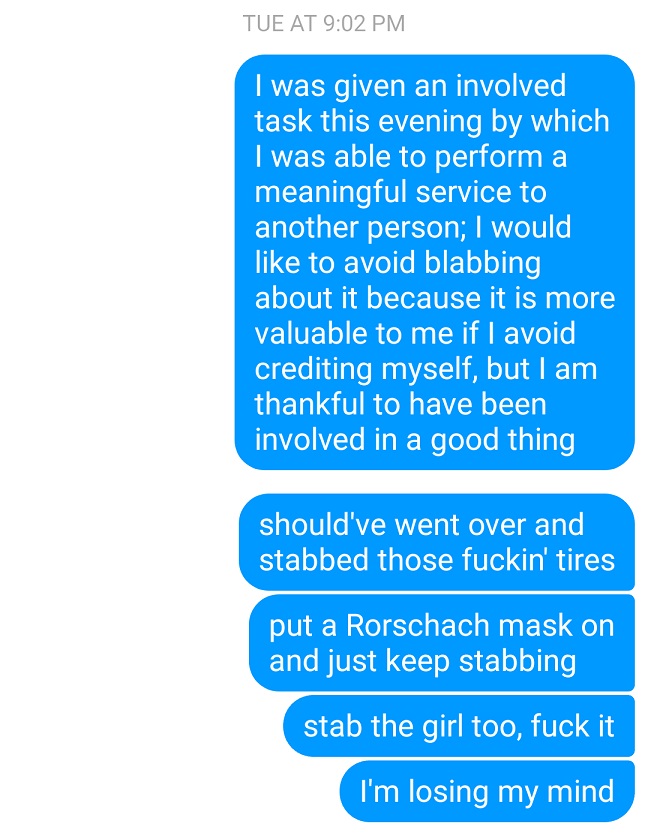 TUE AT 9:02 PM
I was given an involved
task this evening by which
I was able to perform a
meaningful service to
another person; I would
like to avoid blabbing
about it because it is more
valuable to me if I avoid
crediting myself, but I am
thankful to have been
involved in a good thing
should've went over and
stabbed those fuckin' tires
put a Rorschach mask on
and just keep stabbing
stab the girl too, fuck it
I'm losing my mind